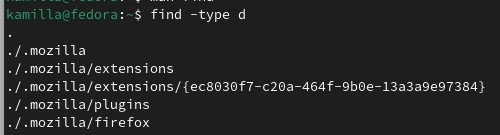 kamilla@fedora:~$ find -type d
.
./.mozilla
./.mozilla/extensions
./.mozilla/extensions/{ec8030f7-c20a-464f-9b0e-13a3a9e97384}
./.mozilla/plugins
./.mozilla/firefox